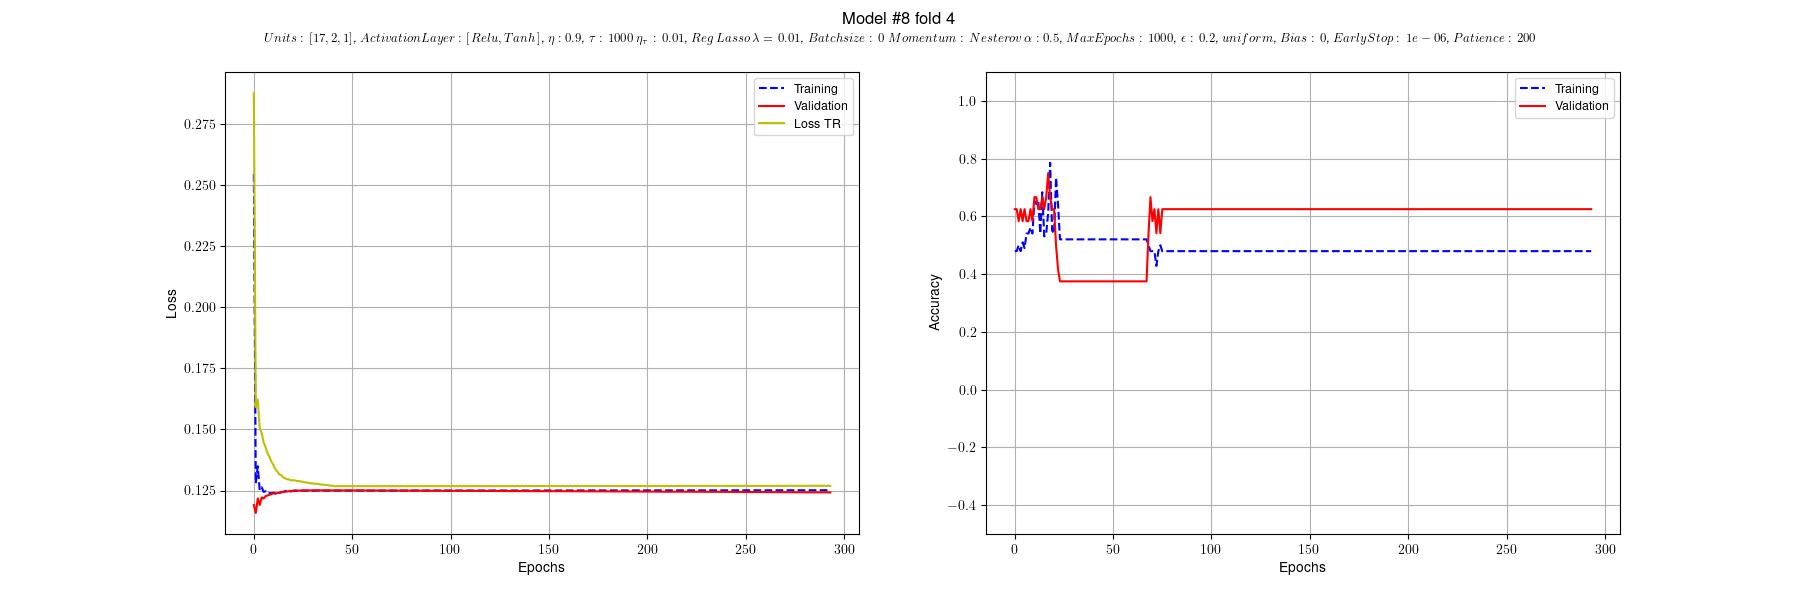 Model #8 fold 4
Units : [17, 2, 1], ActivationLayer : [Relu, Tanh], η : 0.9, τ : 1000 η_τ : 0.01, Reg Lasso λ = 0.01, Batchsize : 0 Momentum : Nesterov α : 0.5, MaxEpochs : 1000, ϵ : 0.2, uniform, Bias : 0, EarlyStop : 1e − 06, Patience : 200
Training
Validation
Loss TR
0.275
0.250
0.225
0.200
0.175
0.150
0.125
Loss
0 50 100 150 200 250 300
Epochs
Training
Validation
1.0
0.8
0.6
0.4
0.2
0.0
−0.2
−0.4
Accuracy
0 50 100 150 200 250 300
Epochs